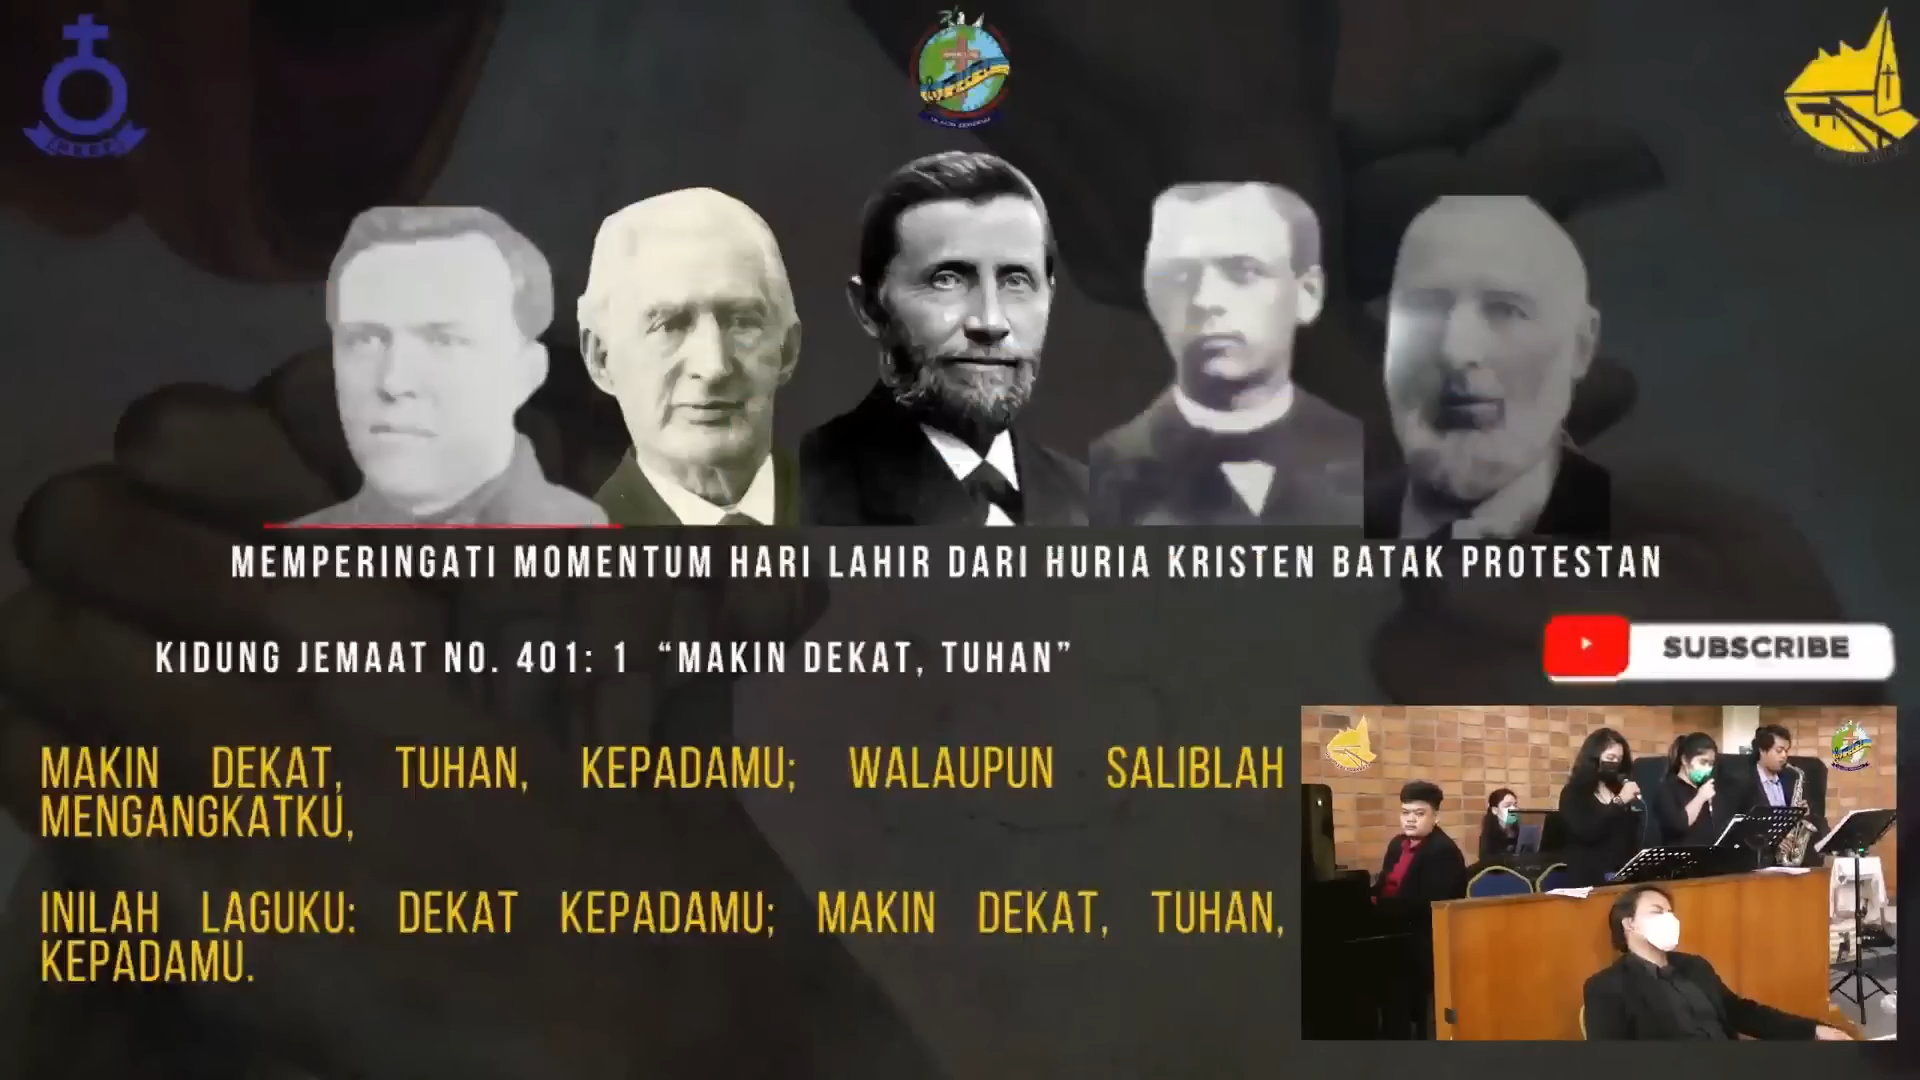 MEMPERINGATI MOMENTUM HARI LAHIR DARI HURIA KRISTEN BATAK PROTESTAN
KIDUNG JEMAAT NO. 401: 1 “MAKIN DEKAT, TUHAN”
SUBSCRIBE
MAKIN DEKAT, TUHAN, KEPADAMU; WALAUPUN SALIBLAH
MENGANGKATKU,
INILAH LAGUKU: DEKAT KEPADAMU; MAKIN DEKAT, TUHAN,
KEPADAMU.